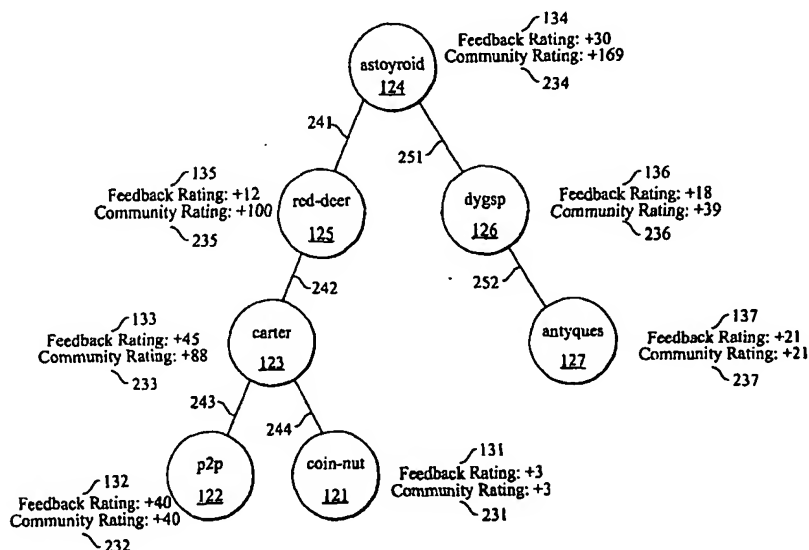 134
Feedback Rating: +30
Community Rating: +169
234
astoyroid
124
241
251
135
Feedback Rating: +12
Community Rating: +100
235
red-deer
125
dygsp
126
136
Feedback Rating: +18
Community Rating: +39
236
242
252
133
Feedback Rating: +45
Community Rating: +88
233
carter
123
antyques
127
137
Feedback Rating: +21
Community Rating: +21
237
243
244
132
Feedback Rating: +40
Community Rating: +40
232
p2p
122
coin-nut
121
131
Feedback Rating: +3
Community Rating: +3
231